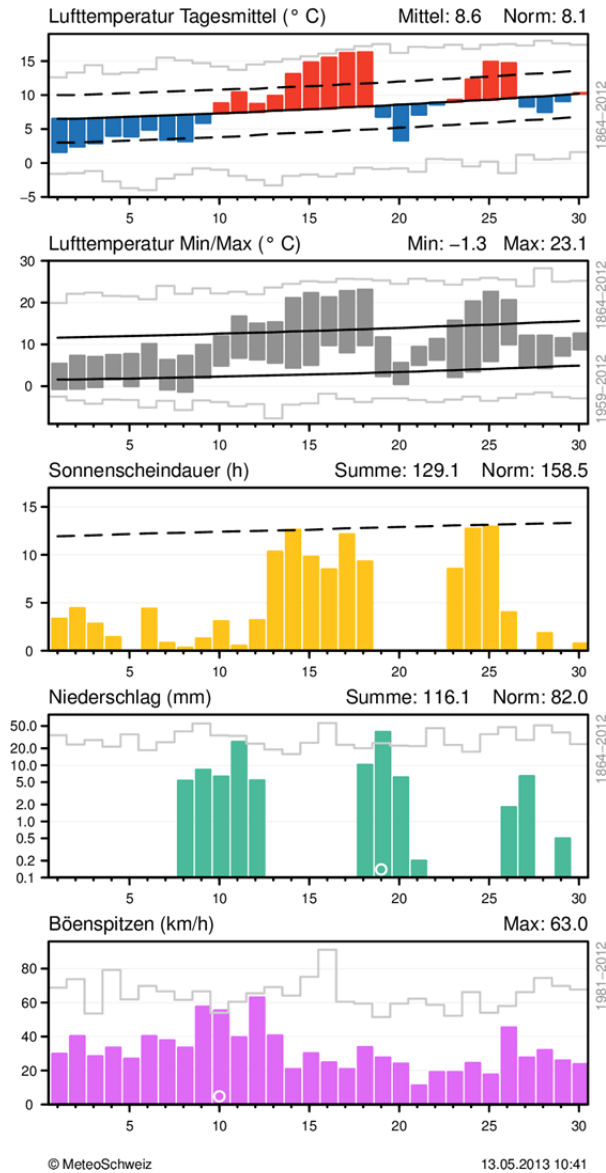 Lufttemperatur Tagesmittel (° C) Mittel: 8.6 Norm: 8.1
15
10
5
0
−5
5 10 15 20 25 30
1864−2012
Lufttemperatur Min/Max (° C) Min: −1.3 Max: 23.1
30
20
10
0
5 10 15 20 25 30
1864−2012
1959−2012
Sonnenscheindauer (h) Summe: 129.1 Norm: 158.5
15
10
5
0
5 10 15 20 25 30
Niederschlag (mm) Summe: 116.1 Norm: 82.0
50.0
20.0
10.0
5.0
2.0
1.0
0.5
0.2
0.1
5 10 15 20 25 30
1864−2012
Böenspitzen (km/h) Max: 63.0
80
60
40
20
0
5 10 15 20 25 30
1981−2012
© MeteoSchweiz 13.05.2013 10:41